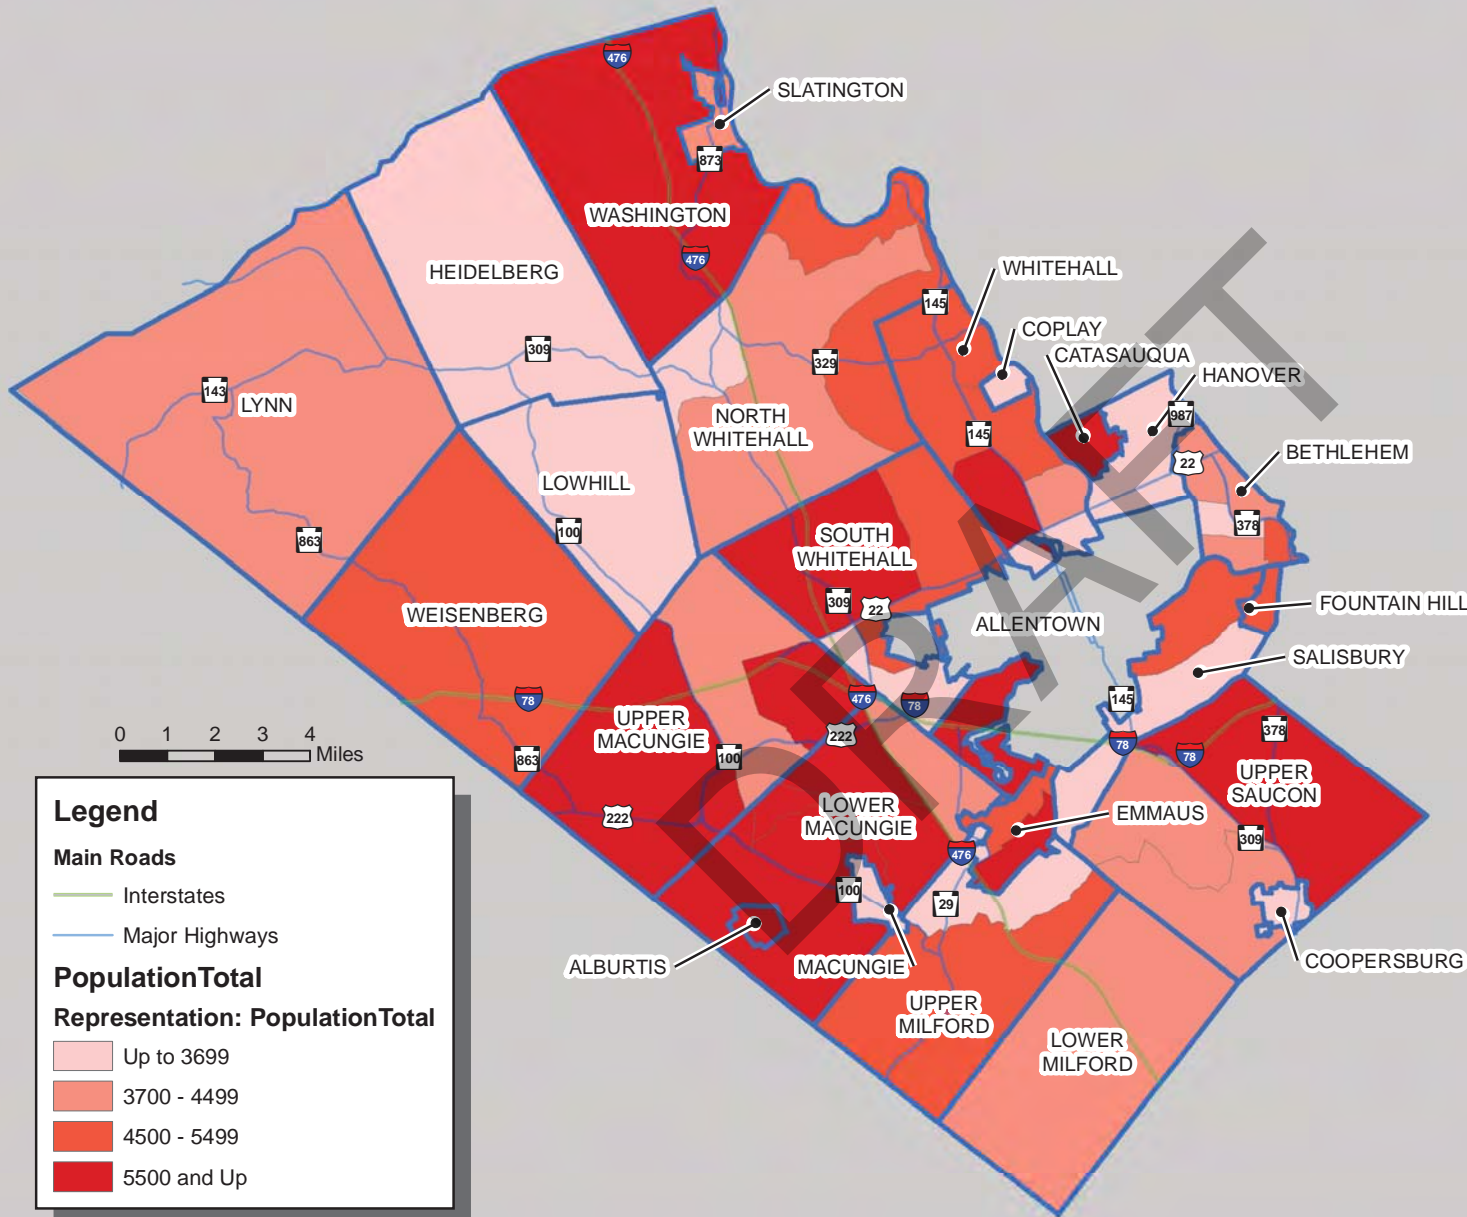 476
SLATINGTON
873
WASHINGTON
476
HEIDELBERG
WHITEHALL
145
COPLAY
CATASAUQUA
309
329
HANOVER
143
LYNN
NORTH
WHITEHALL
987
145
BETHLEHEM
22
LOWHILL
378
100
863
SOUTH
WHITEHALL
309
22
FOUNTAIN HILL
WEISENBERG
ALLENTOWN
SALISBURY
78
476
78
145
UPPER
MACUNGIE
222
378
78
78
0 1 2 3 4
Miles
863
100
UPPER
SAUCON
LOWER
MACUNGIE
EMMAUS
222
309
476
100
29
ALBURTIS
MACUNGIE
COOPERSBURG
UPPER
MILFORD
LOWER
MILFORD
DRAFT
Legend
Main Roads
Interstates
Major Highways
PopulationTotal
Representation: PopulationTotal
Up to 3699
3700 - 4499
4500 - 5499
5500 and Up